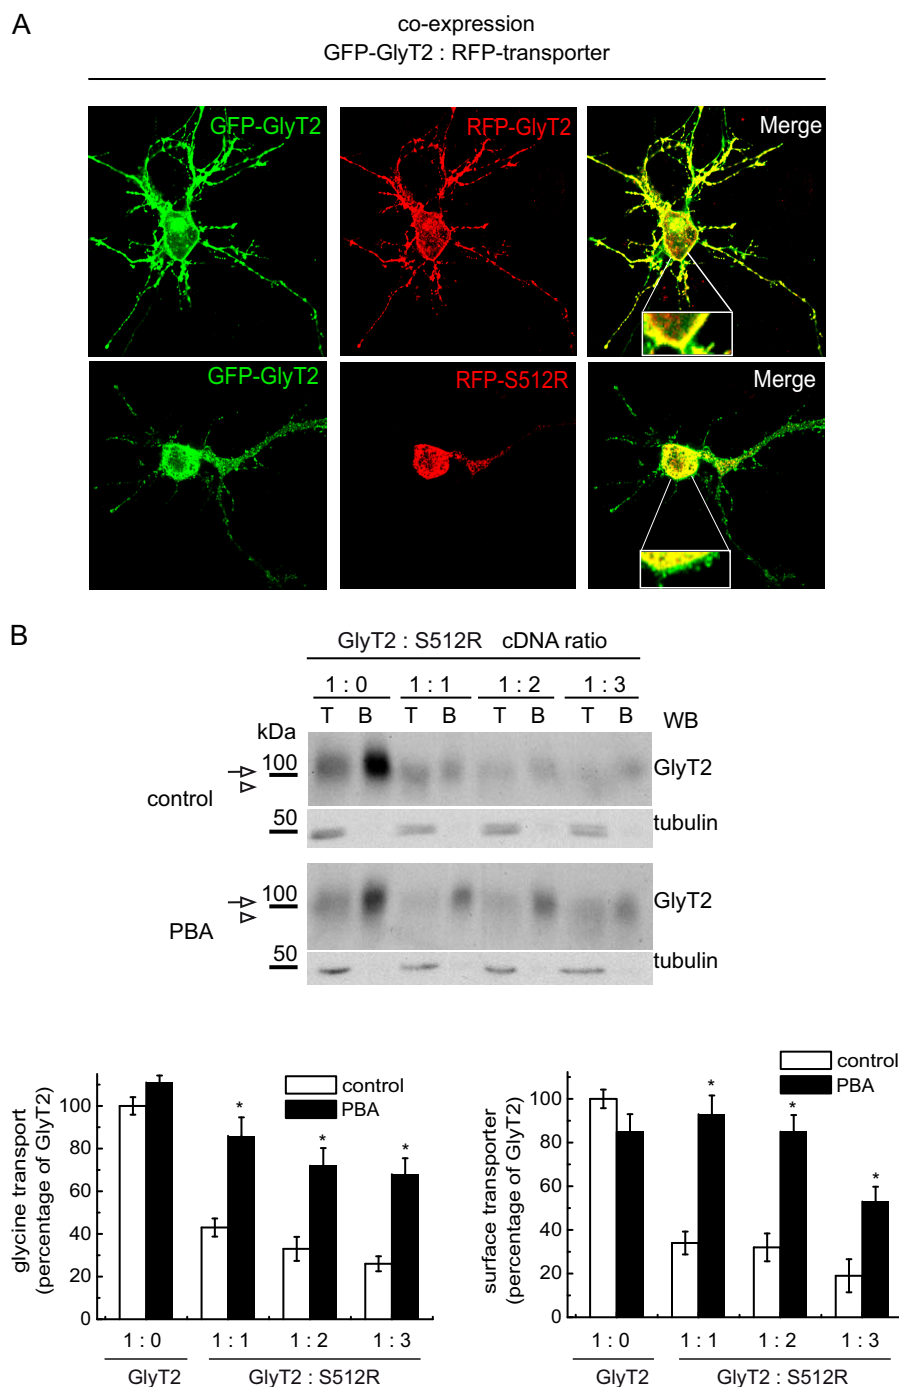 A
co-expression
GFP-GlyT2 : RFP-transporter
GFP-GlyT2 RFP-GlyT2 Merge
GFP-GlyT2 RFP-S512R Merge
B
GlyT2 : S512R cDNA ratio
1 : 0 1 : 1 1 : 2 1 : 3
T B T B T B T B WB
kDa
100 GlyT2
control
50 tubulin
100 GlyT2
PBA
50 tubulin
glycine transport
(percentage of GlyT2)
100
80
60
40
20
0
control
PBA
* * *
1 : 0 1 : 1 1 : 2 1 : 3
GlyT2 GlyT2 : S512R
surface transporter
(percentage of GlyT2)
100
80
60
40
20
0
control
PBA
* * *
1 : 0 1 : 1 1 : 2 1 : 3
GlyT2 GlyT2 : S512R